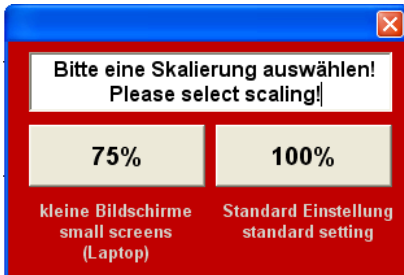 Bitte eine Skalierung auswählen!
Please select scaling!
75%
100%
kleine Bildschirme
small screens
(Laptop)
Standard Einstellung
standard setting